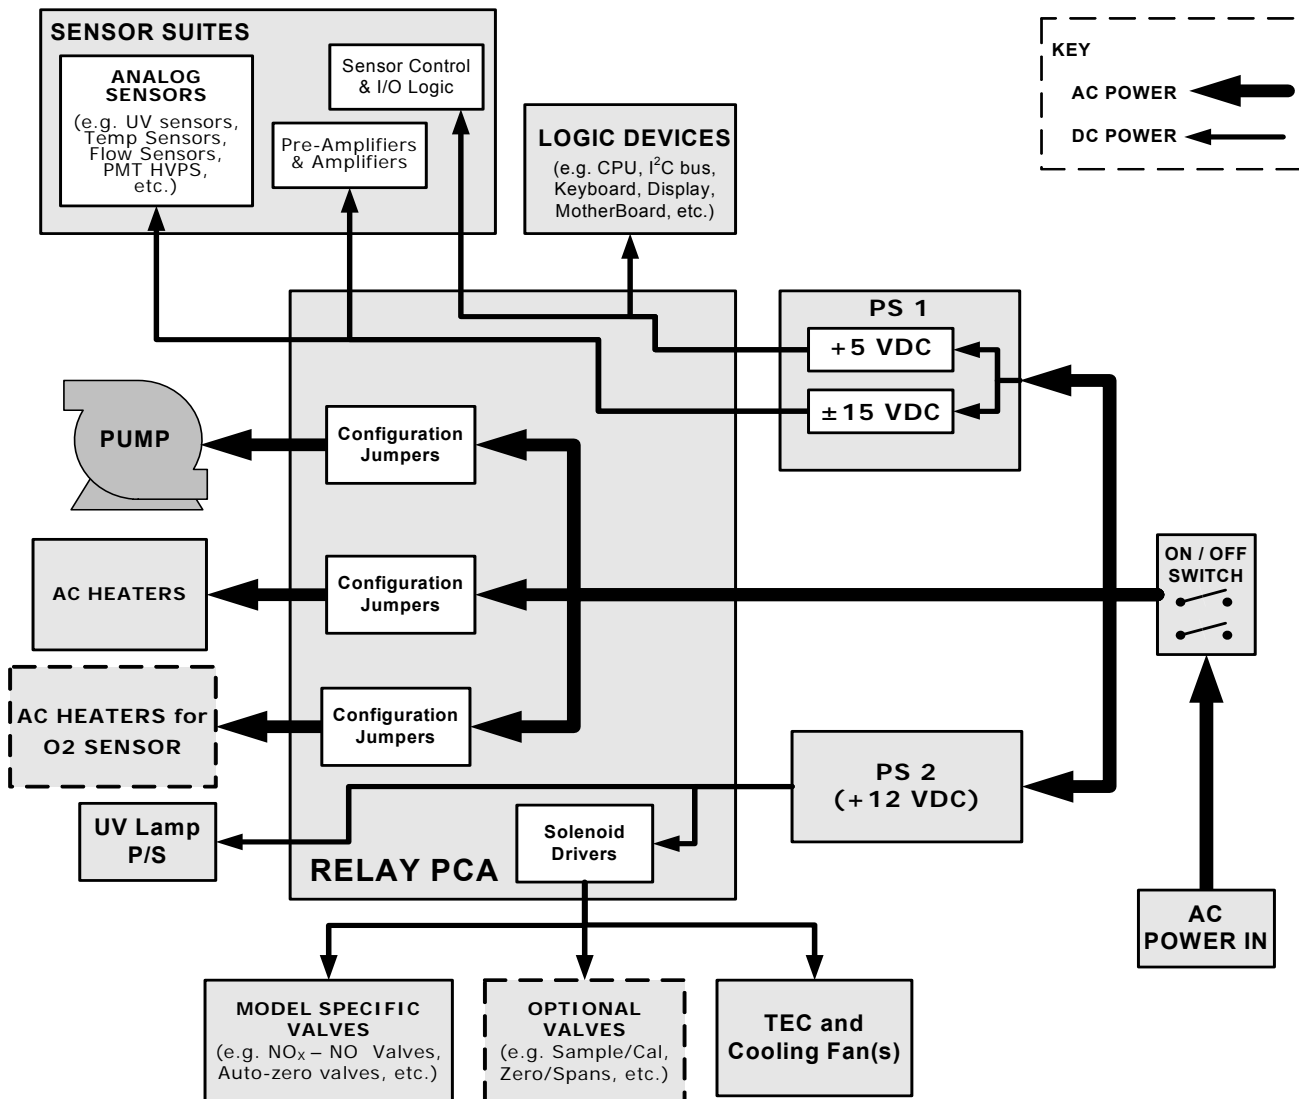 SENSOR SUITES
ANALOG
SENSORS
(e.g. UV sensors,
Temp Sensors,
Flow Sensors,
PMT HVPS,
etc.)
Sensor Control
& I/O Logic
Pre-Amplifiers
& Amplifiers
LOGIC DEVICES
(e.g. CPU, I²C bus,
Keyboard, Display,
MotherBoard, etc.)
KEY
AC POWER
DC POWER
PS 1
+5 VDC
±15 VDC
PUMP
Configuration
Jumpers
AC HEATERS
Configuration
Jumpers
ON / OFF
SWITCH
AC HEATERS for
O2 SENSOR
Configuration
Jumpers
PS 2
(+12 VDC)
UV Lamp
P/S
Solenoid
Drivers
RELAY PCA
AC
POWER IN
MODEL SPECIFIC
VALVES
(e.g. NOₓ – NO Valves,
Auto-zero valves, etc.)
OPTIONAL
VALVES
(e.g. Sample/Cal,
Zero/Spans, etc.)
TEC and
Cooling Fan(s)